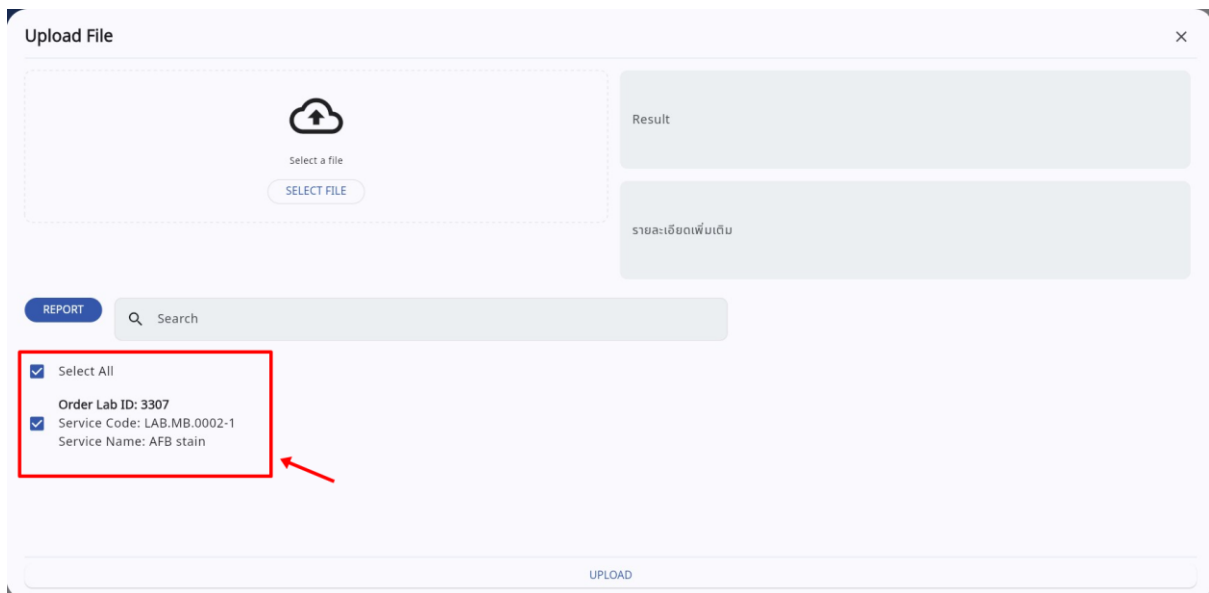 Upload File
Select a file
SELECT FILE
Result
รายละเอียดเพิ่มเติม
REPORT
Search
Select All
Order Lab ID: 3307
Service Code: LAB.MB.0002-1
Service Name: AFB stain
UPLOAD